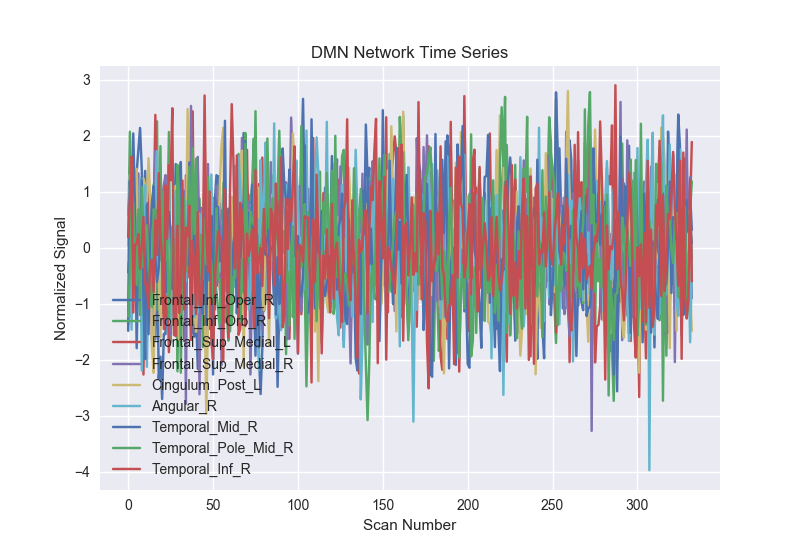 DMN Network Time Series
3
2
1
0
−1
−2
−3
−4
Normalized Signal
Frontal_Inf_Oper_R
Frontal_Inf_Orb_R
Frontal_Sup_Medial_L
Frontal_Sup_Medial_R
Cingulum_Post_L
Angular_R
Temporal_Mid_R
Temporal_Pole_Mid_R
Temporal_Inf_R
0 50 100 150 200 250 300
Scan Number